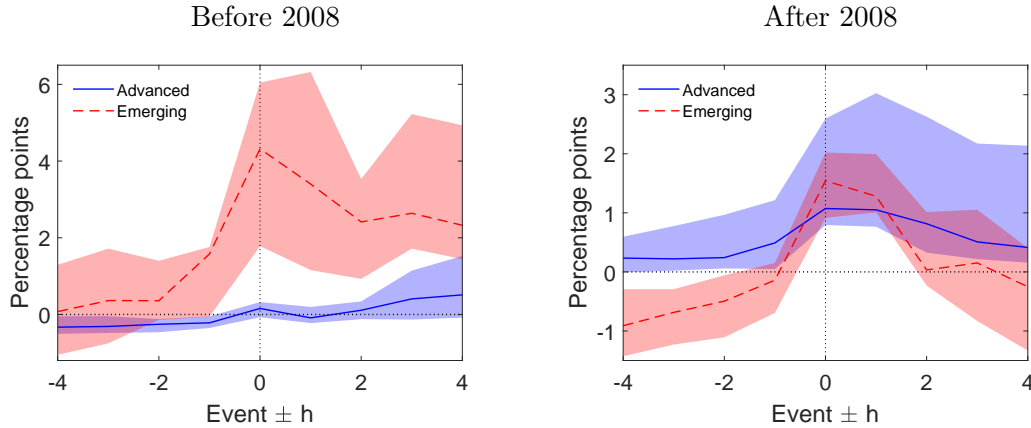 Before 2008
6
4
2
0
Percentage points
Advanced
Emerging
-4
-2
0
2
4
Event ± h
After 2008
3
2
1
0
-1
Percentage points
Advanced
Emerging
-4
-2
0
2
4
Event ± h